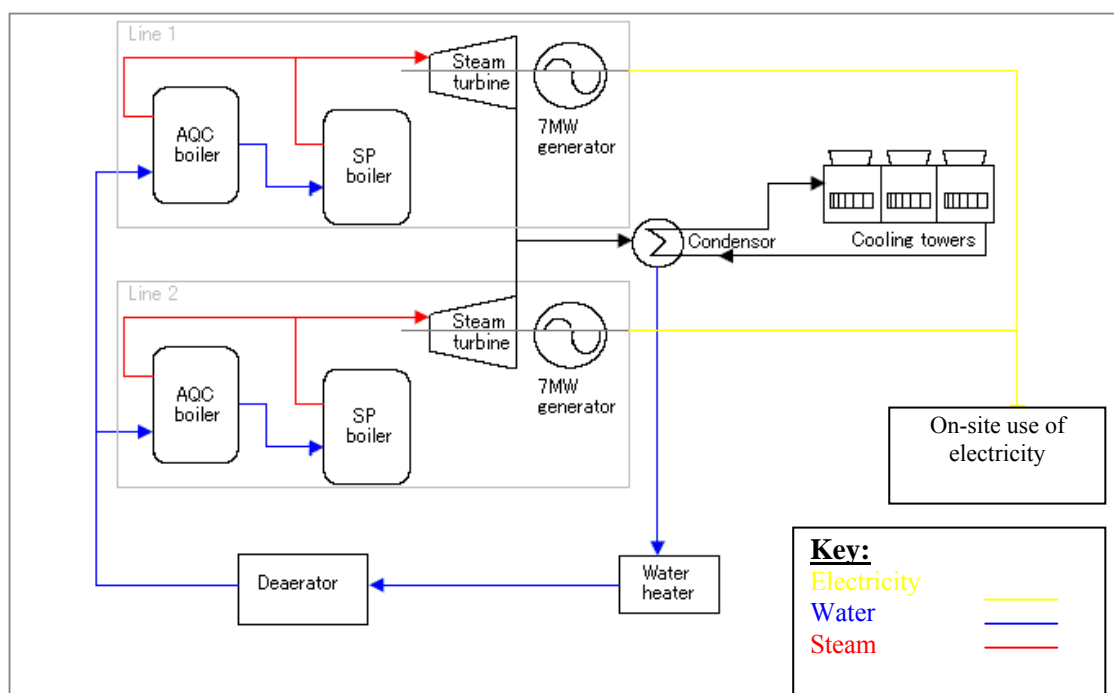 Line 1
Steam
turbine
7MW
generator
AQC
boiler
SP
boiler
Condensor
Cooling towers
Line 2
Steam
turbine
7MW
generator
AQC
boiler
SP
boiler
On-site use of
electricity
Deaerator
Water
heater
Key:
Electricity
Water
Steam